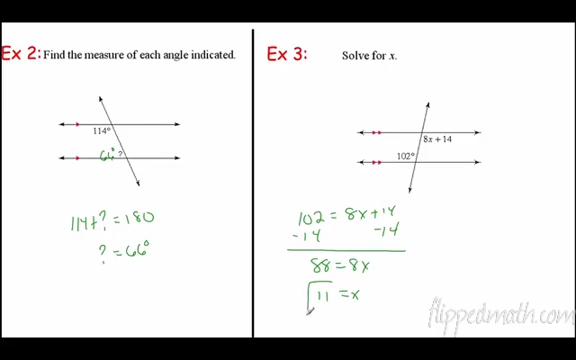 Ex 2: Find the measure of each angle indicated.
114°
66° ?
114+? = 180
? = 66°
Ex 3: Solve for x.
8x + 14
102°
102 = 8x+14
-14 -14
88 = 8x
11 = x
flippedmath.com